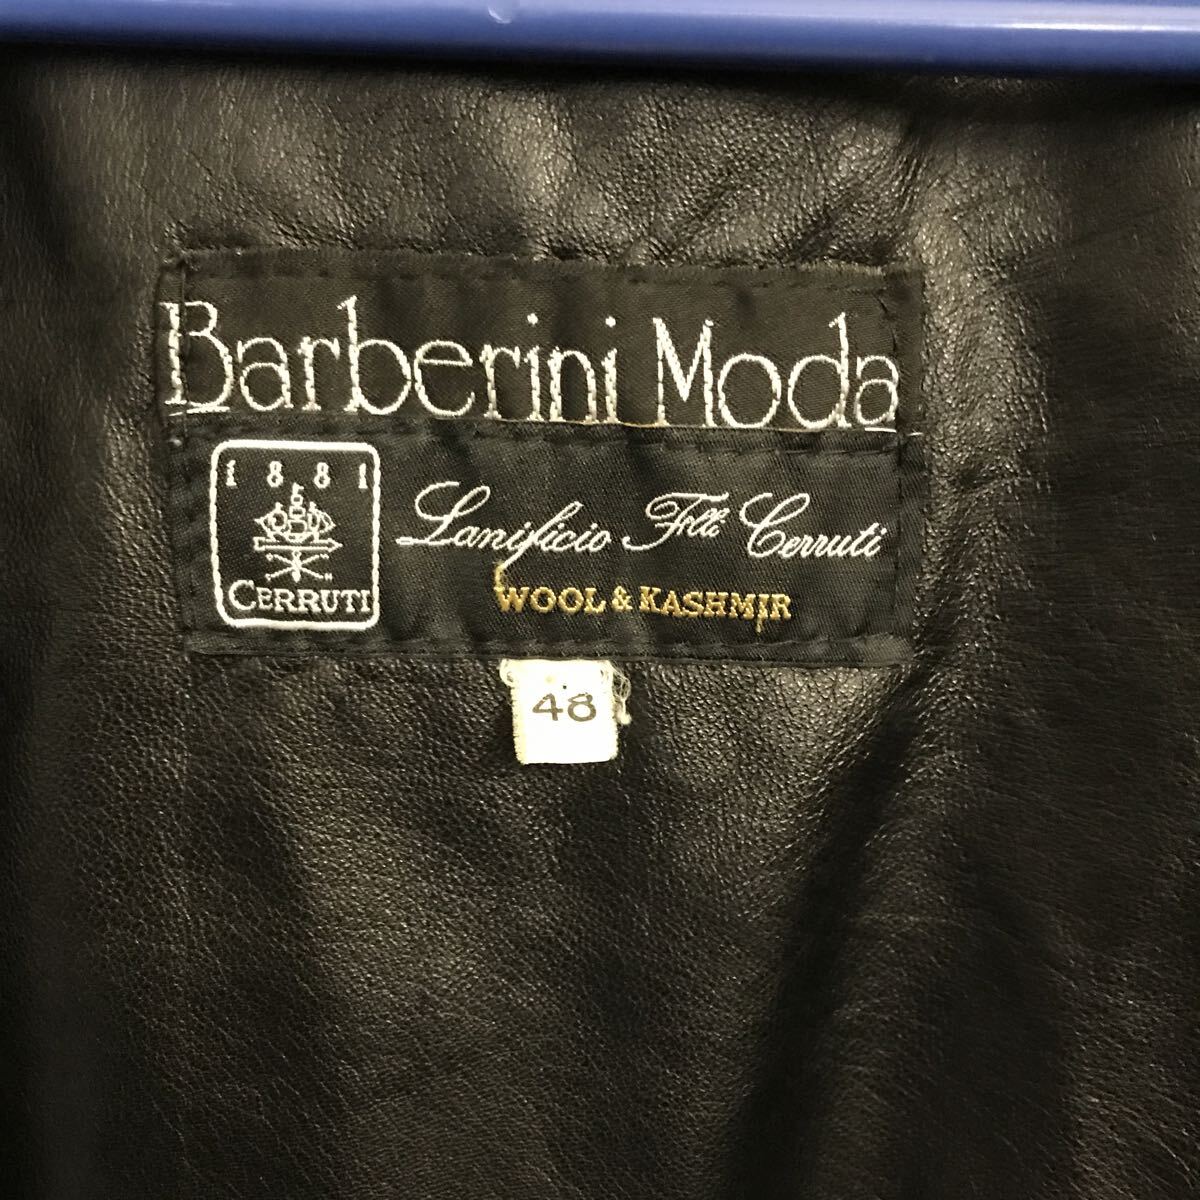 Barberini Moda
1881
CERRUTI
Lanificio Flli Cerruti
WOOL & KASHMIR
48